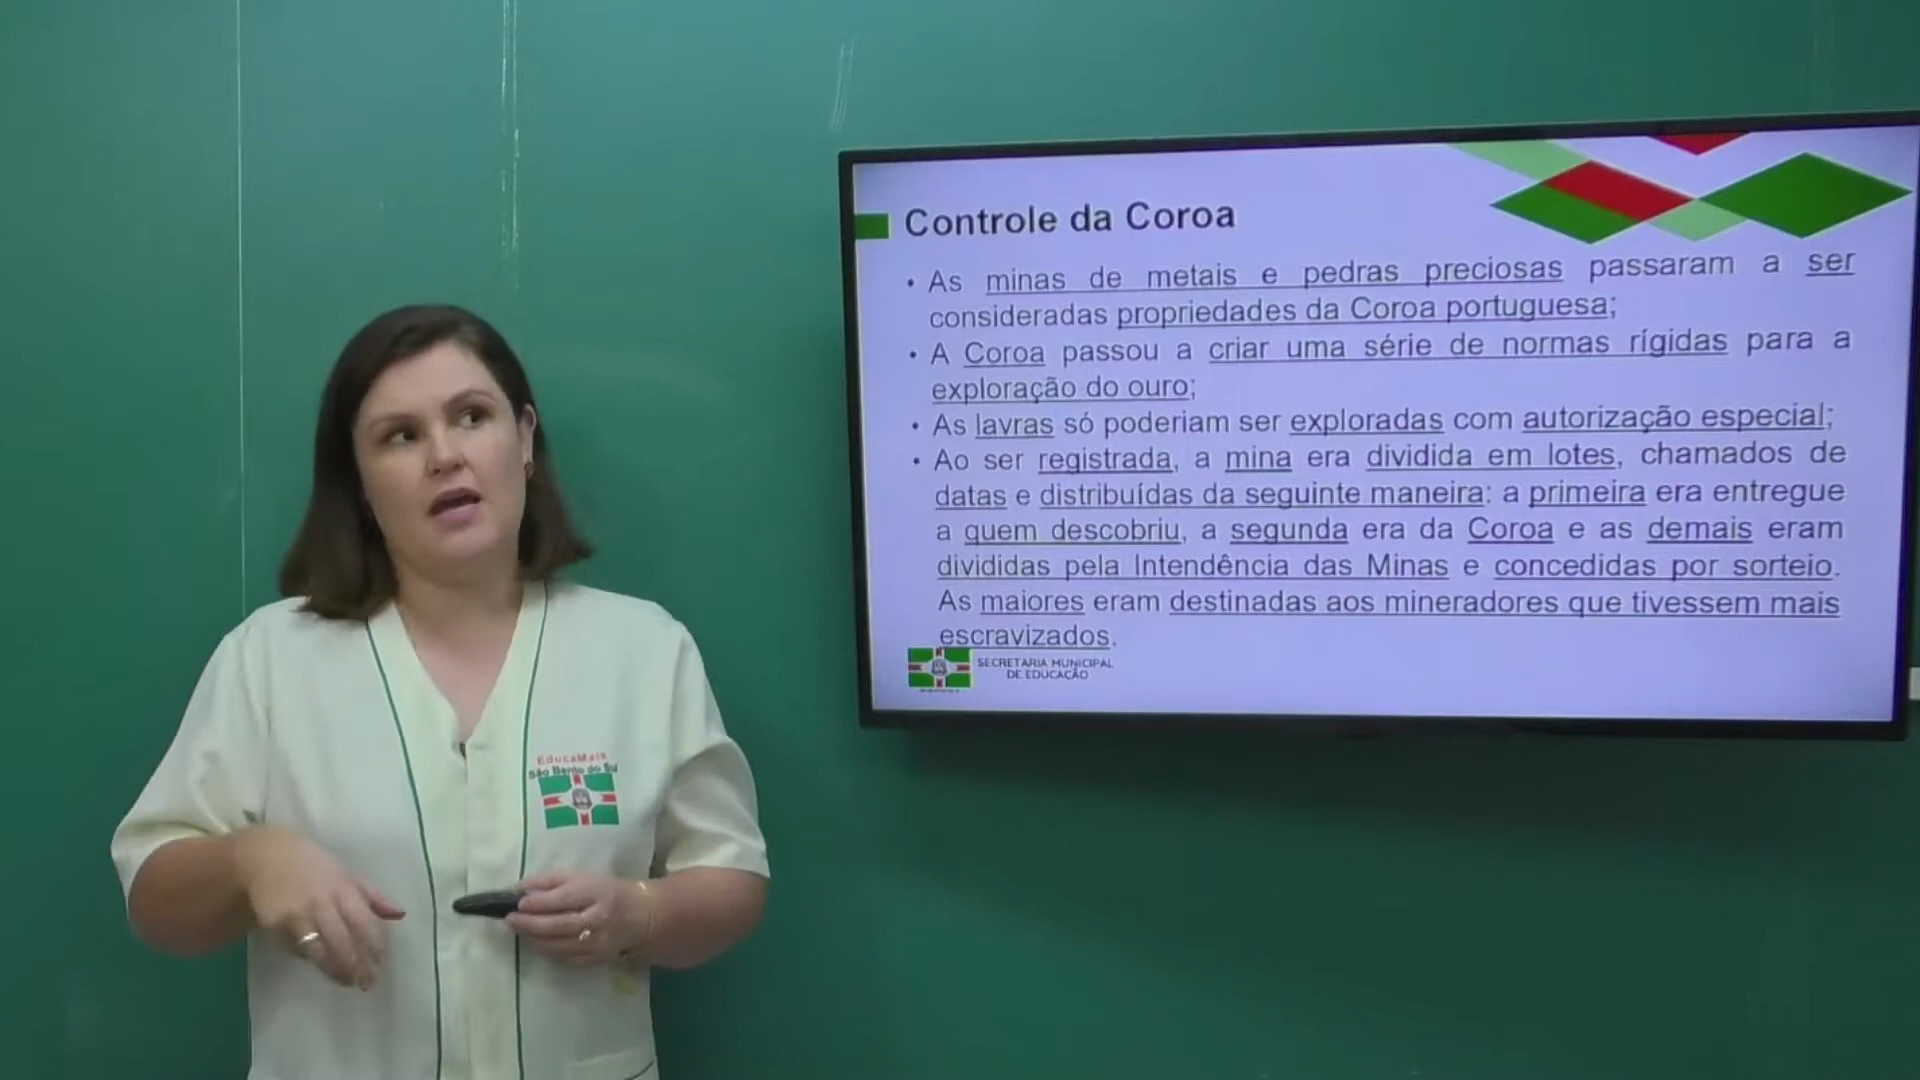 Controle da Coroa
• As minas de metais e pedras preciosas passaram a ser
consideradas propriedades da Coroa portuguesa;
• A Coroa passou a criar uma série de normas rígidas para a
exploração do ouro;
• As lavras só poderiam ser exploradas com autorização especial;
• Ao ser registrada, a mina era dividida em lotes, chamados de
datas e distribuídas da seguinte maneira: a primeira era entregue
a quem descobriu, a segunda era da Coroa e as demais eram
divididas pela Intendência das Minas e concedidas por sorteio.
As maiores eram destinadas aos mineradores que tivessem mais
escravizados.
SECRETARIA MUNICIPAL
DE EDUCAÇÃO
EducaMais
São Bento do Sul